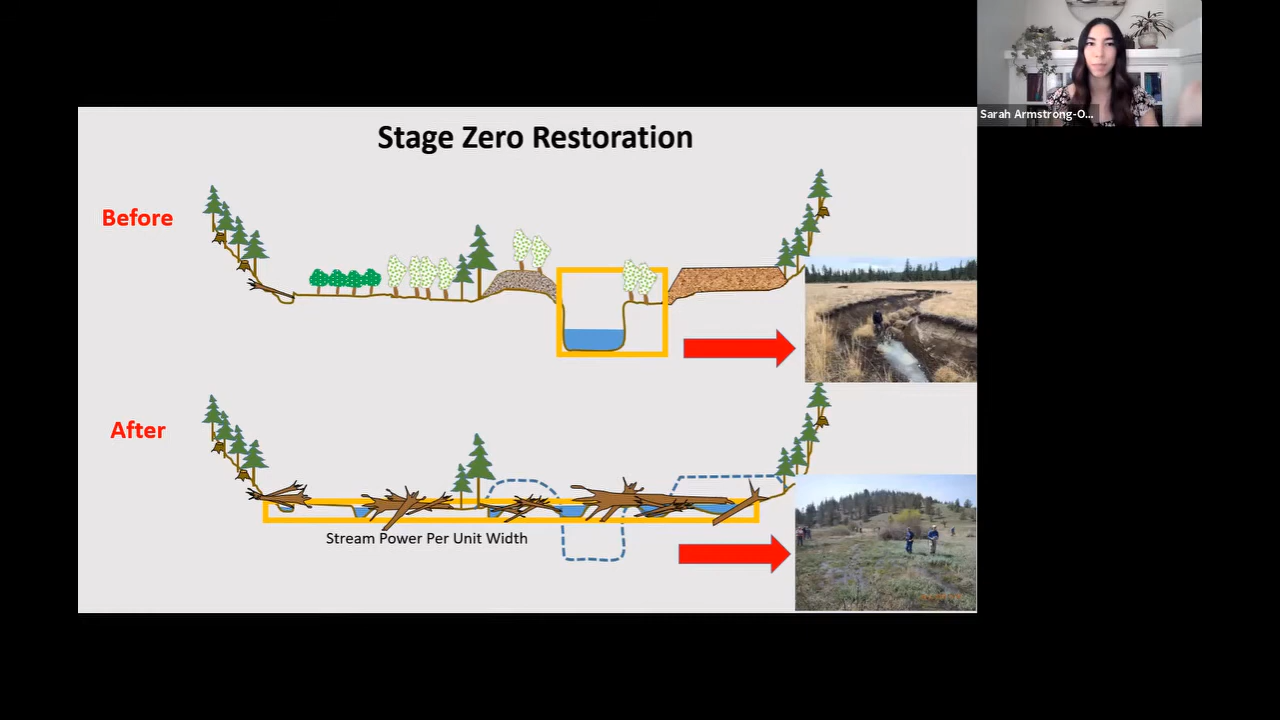 Sarah Armstrong-O...
Stage Zero Restoration
Before
After
Stream Power Per Unit Width